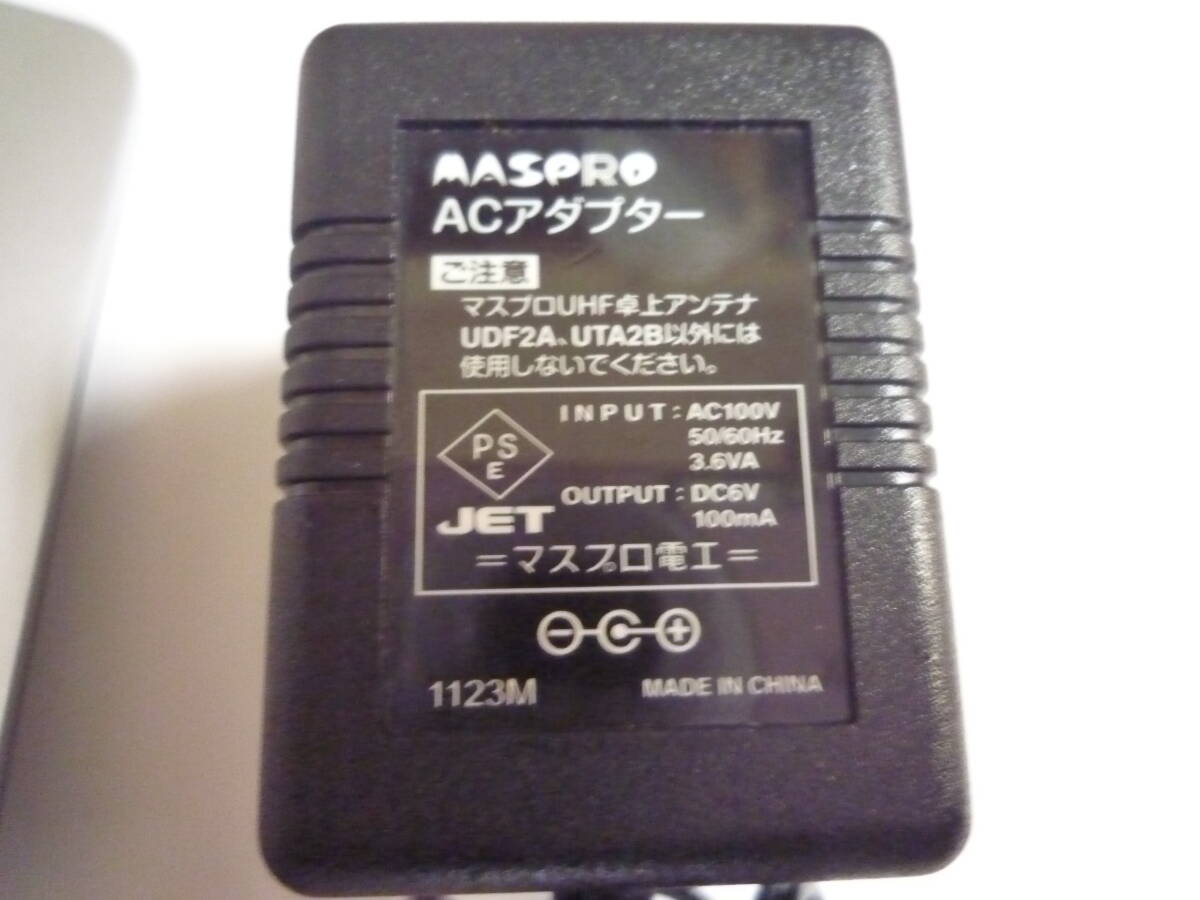 MASPRO
ACアダプター
ご注意
マスプロUHF卓上アンテナ
UDF2A、UTA2B以外には
使用しないでください。
PS
E
JET
INPUT:AC100V
50/60Hz
3.6VA
OUTPUT:DC6V
100mA
=マスプロ電工=
1123M
MADE IN CHINA